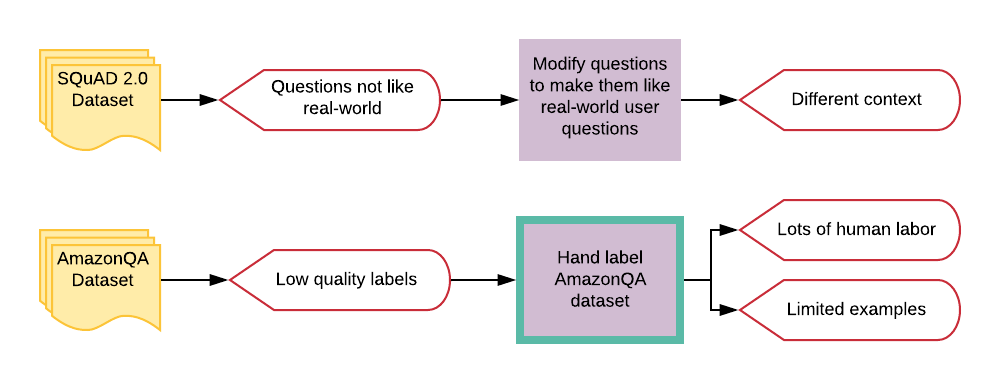 SQuAD 2.0
Dataset
Questions not like
real-world
Modify questions
to make them like
real-world user
questions
Different context
AmazonQA
Dataset
Low quality labels
Hand label
AmazonQA
dataset
Lots of human labor
Limited examples